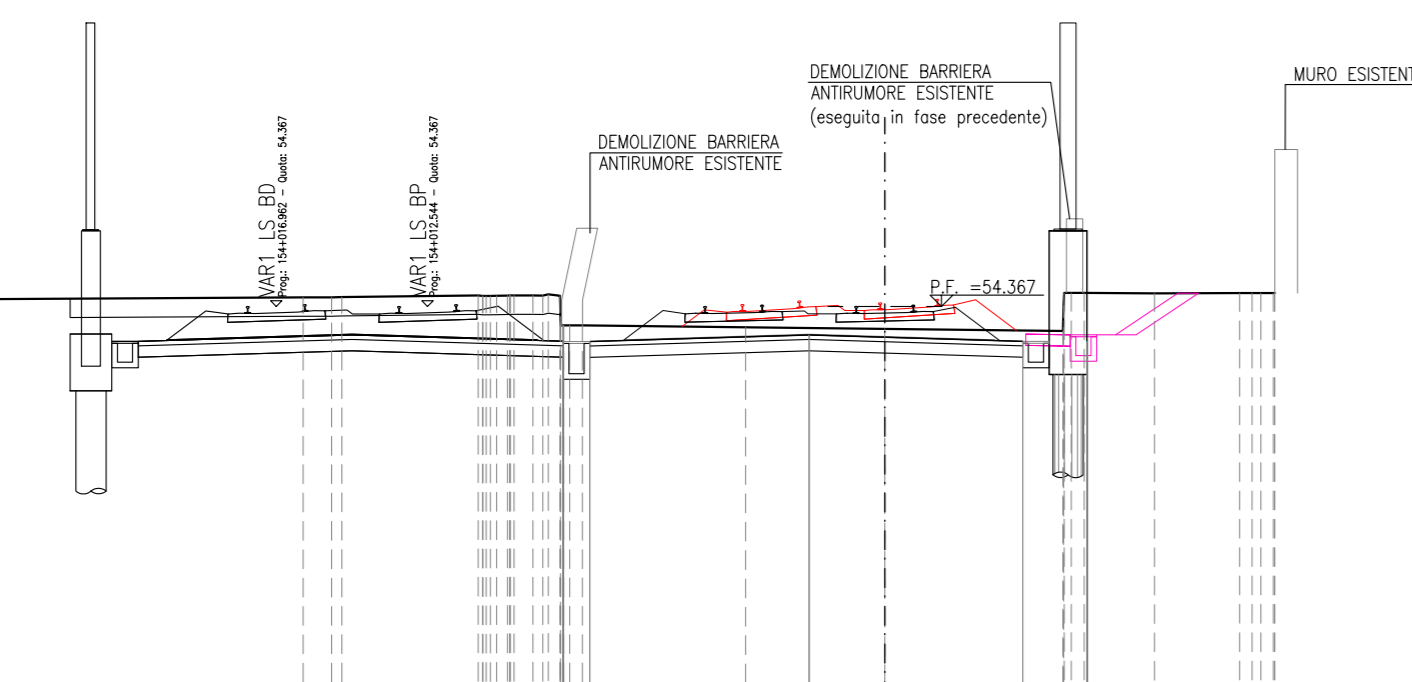 DEMOLIZIONE BARRIERA
ANTIRUMORE ESISTENTE
(eseguita in fase precedente)
MURO ESISTENT
DEMOLIZIONE BARRIERA
ANTIRUMORE ESISTENTE
VAR1 LS BD
Prog.: 154+016.962 - Quota: 54.367
VAR1 LS BP
Prog.: 154+012.544 - Quota: 54.367
P.F. =54.367